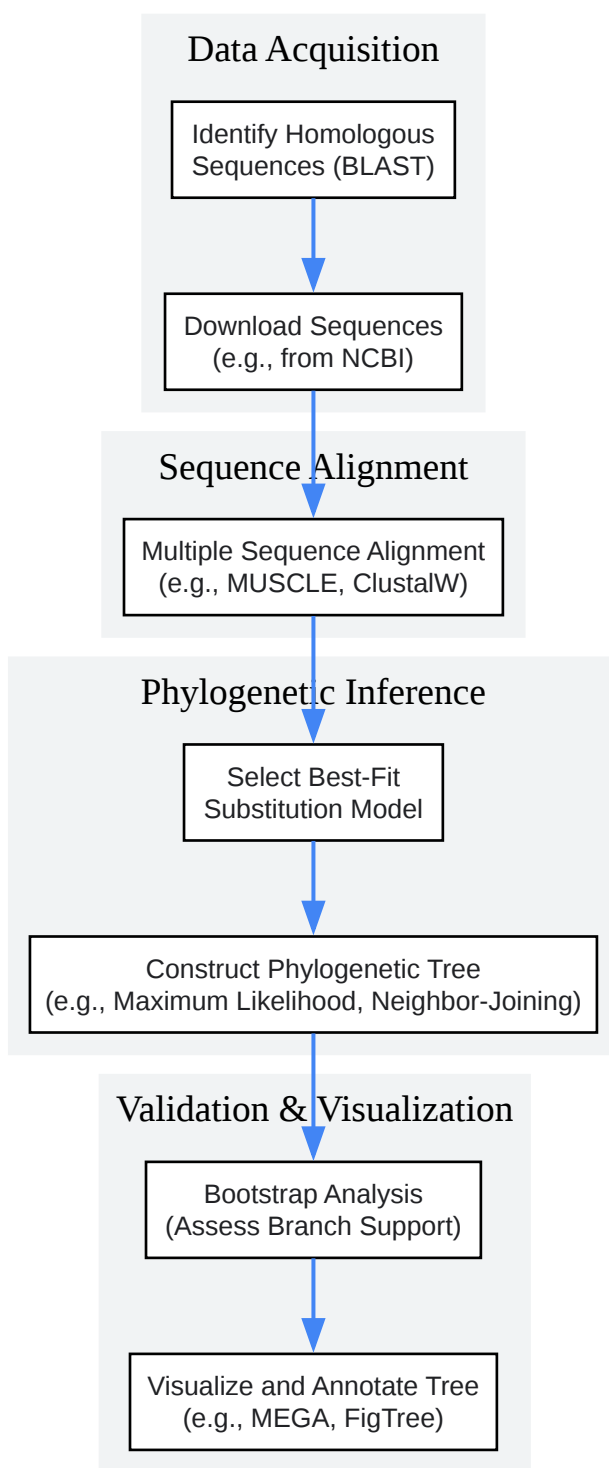 Data Acquisition
Identify Homologous
Sequences (BLAST)
Download Sequences
(e.g., from NCBI)
Sequence Alignment
Multiple Sequence Alignment
(e.g., MUSCLE, ClustalW)
Phylogenetic Inference
Select Best-Fit
Substitution Model
Construct Phylogenetic Tree
(e.g., Maximum Likelihood, Neighbor-Joining)
Validation & Visualization
Bootstrap Analysis
(Assess Branch Support)
Visualize and Annotate Tree
(e.g., MEGA, FigTree)